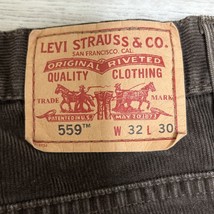 LEVI STRAUSS & CO.
SAN FRANCISCO, CAL.
ORIGINAL RIVETED
QUALITY CLOTHING
TRADE MARK
PATENTED IN U.S. MAY 20 1873
559™ W 32 L 30